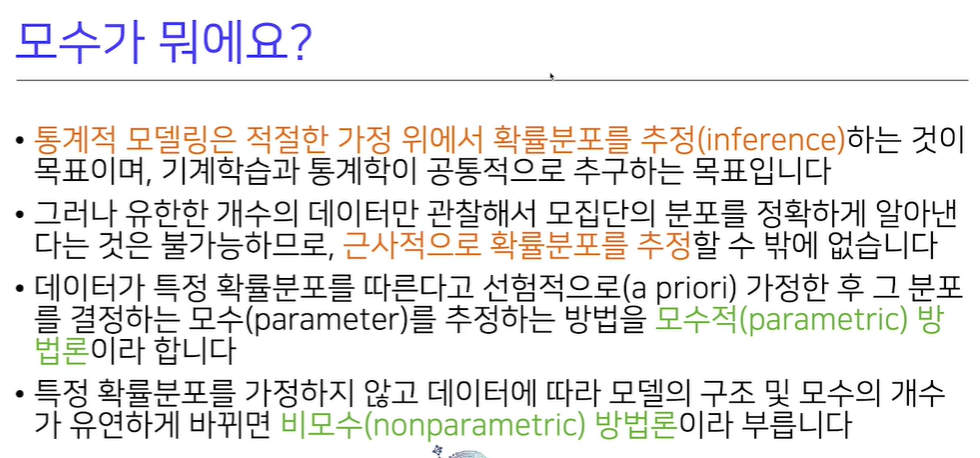 모수가 뭐에요?
• 통계적 모델링은 적절한 가정 위에서 확률분포를 추정(inference)하는 것이
목표이며, 기계학습과 통계학이 공통적으로 추구하는 목표입니다
• 그러나 유한한 개수의 데이터만 관찰해서 모집단의 분포를 정확하게 알아낸
다는 것은 불가능하므로, 근사적으로 확률분포를 추정할 수 밖에 없습니다
• 데이터가 특정 확률분포를 따른다고 선험적으로(a priori) 가정한 후 그 분포
를 결정하는 모수(parameter)를 추정하는 방법을 모수적(parametric) 방
법론이라 합니다
• 특정 확률분포를 가정하지 않고 데이터에 따라 모델의 구조 및 모수의 개수
가 유연하게 바뀌면 비모수(nonparametric) 방법론이라 부릅니다